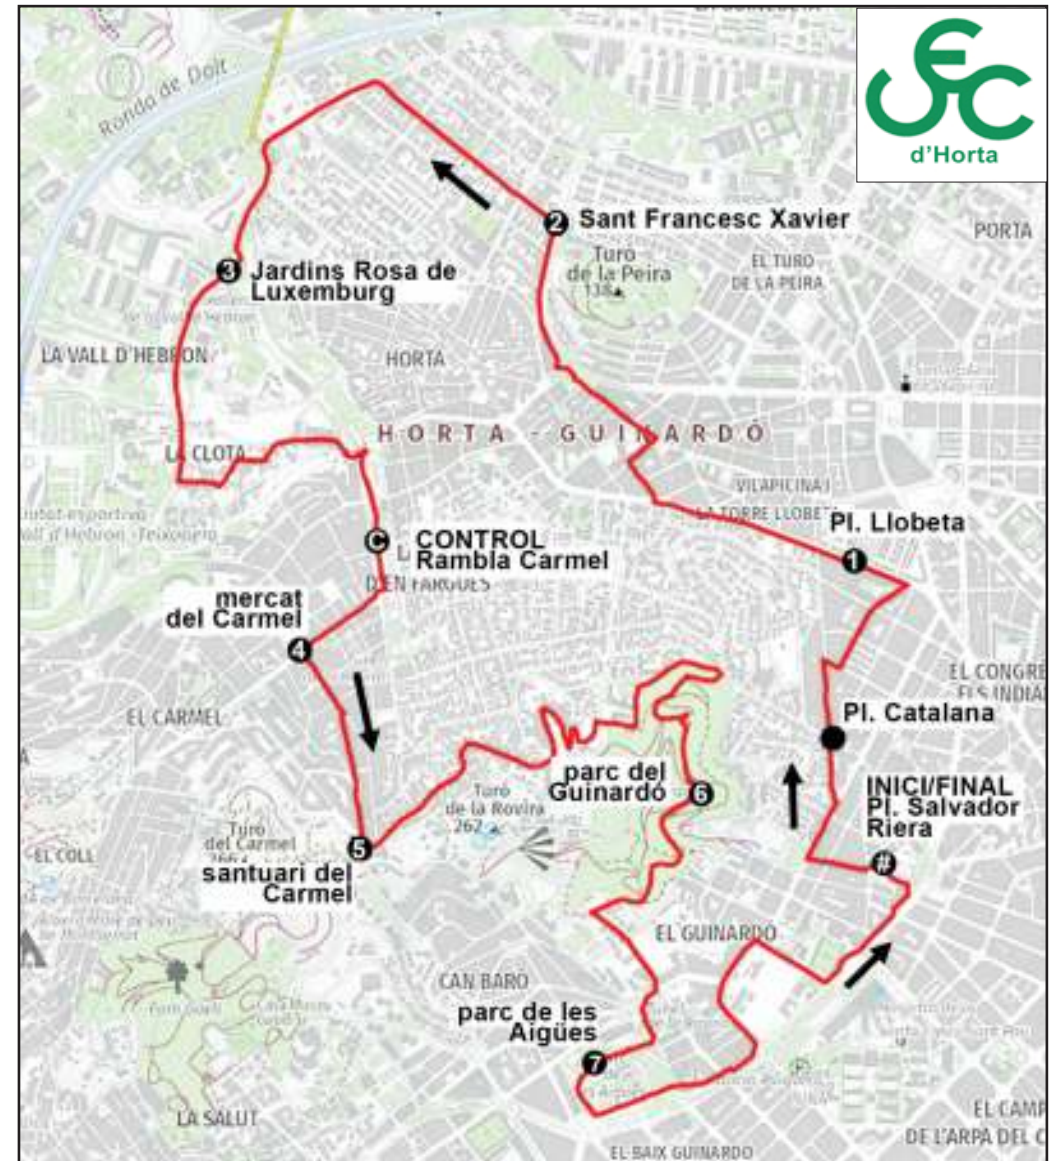 UEC
d'Horta
Ronda de Dalt
2 Sant Francesc Xavier
PORTA
Turó
de la Peira
138
EL TURÓ
DE LA PEIRA
3 Jardins Rosa de
Luxemburg
LA VALL D'HEBRON
HORTA
HORTA - GUINARDÓ
LA CLOTA
VILAPICINA I
LA TORRE LLOBETA
Pl. Llobeta
1
C CONTROL
Rambla Carmel
D'EN FARGUES
mercat
del Carmel
4
EL CONGRÉ
ELS INDIA
EL CARMEL
Pl. Catalana
parc del
Guinardó 6
INICI/FINAL
Pl. Salvador
Riera
#
Turó
de la Rovira
262
Turó
del Carmel
EL COLL
5
santuari del
Carmel
EL GUINARDÓ
CAN BARÓ
parc de les
Aigües
7
LA SALUT
EL CAMP
DE L'ARPA DEL C
EL BAIX GUINARDÓ